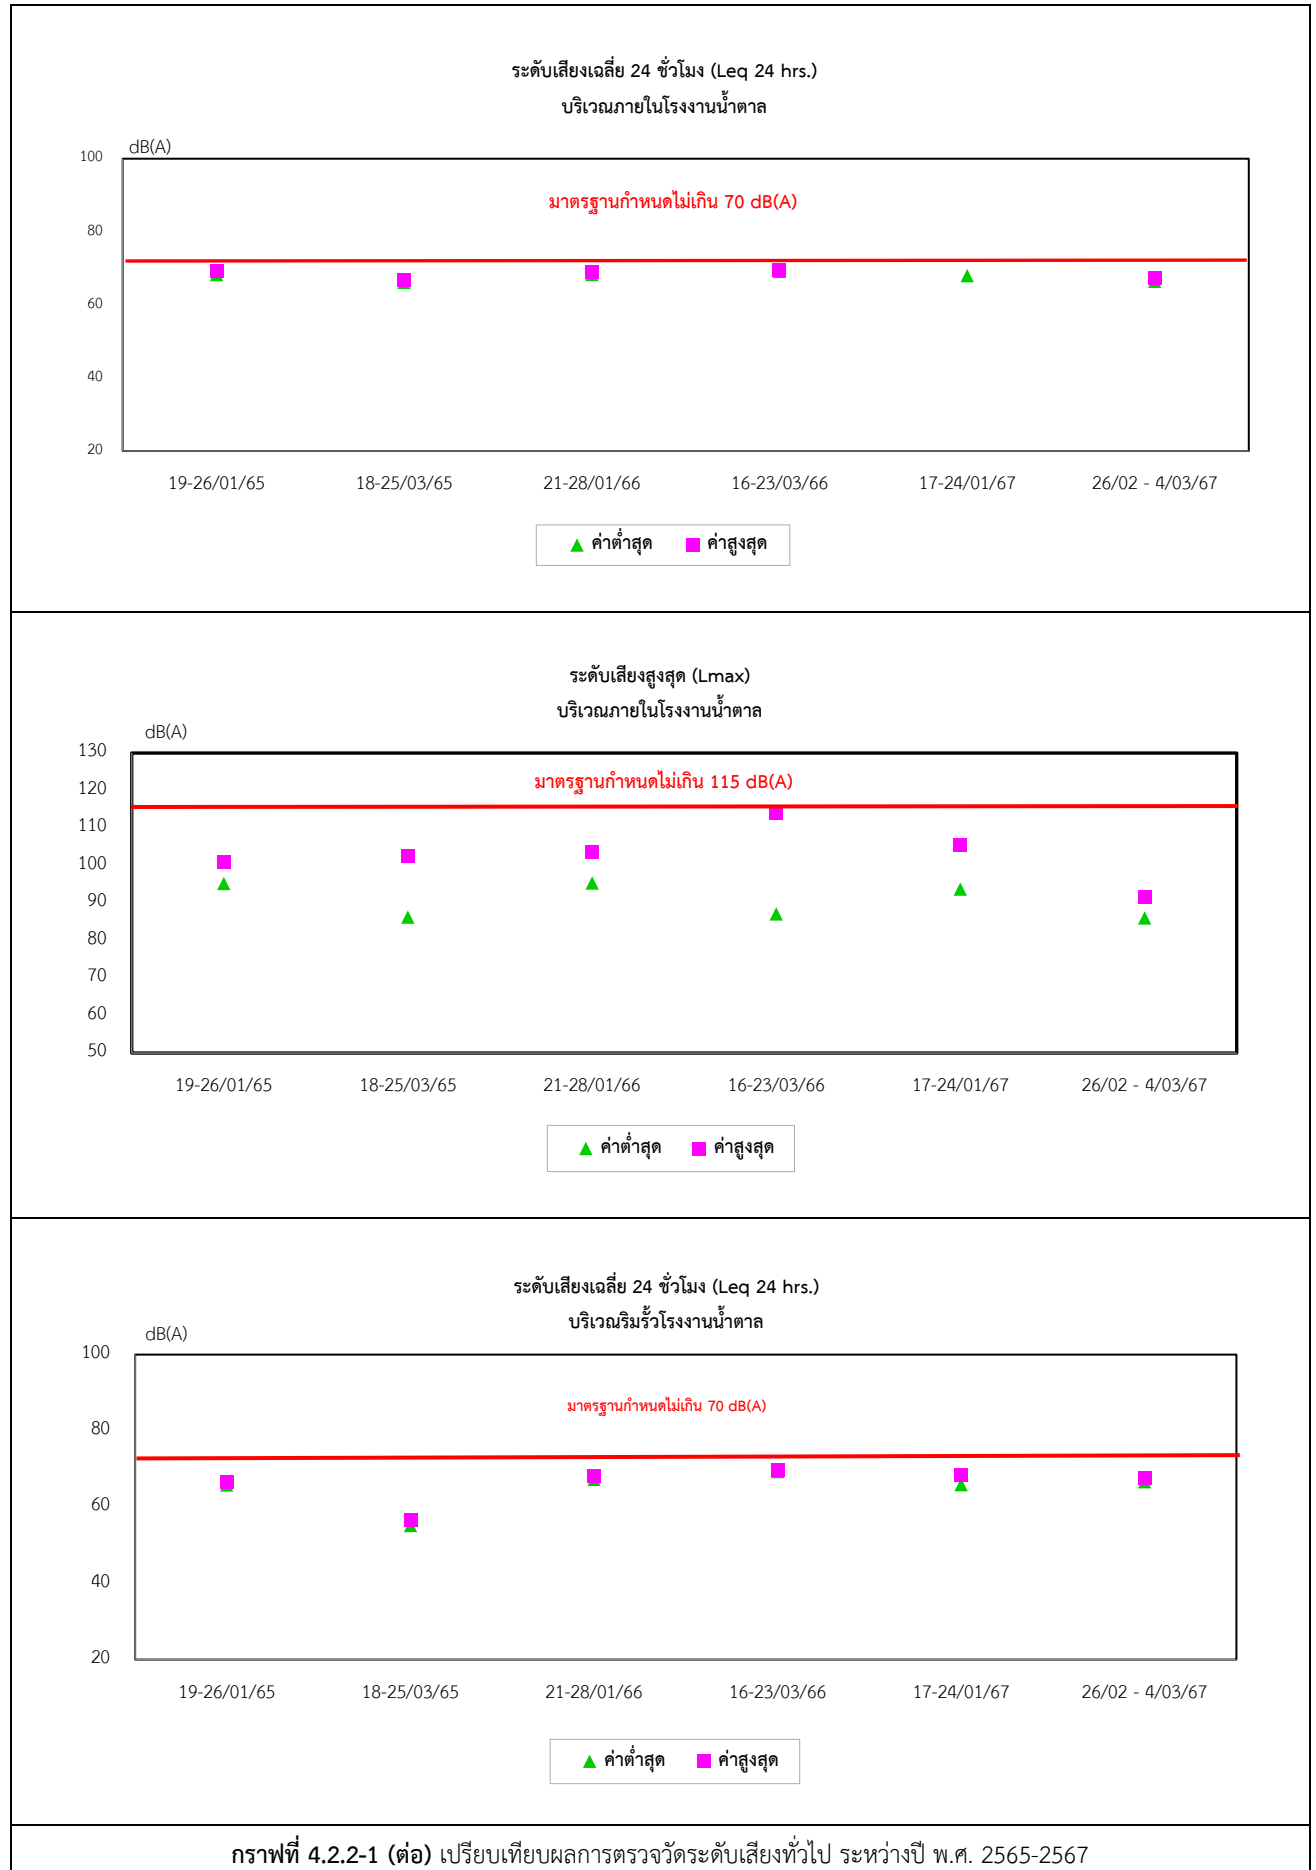 ระดับเสียงเฉลี่ย 24 ชั่วโมง (Leq 24 hrs.)
บริเวณภายในโรงงานน้ำตาล
dB(A)
100
มาตรฐานกำหนดไม่เกิน 70 dB(A)
80
60
40
20
19-26/01/65 18-25/03/65 21-28/01/66 16-23/03/66 17-24/01/67 26/02 - 4/03/67
ค่าต่ำสุด ค่าสูงสุด
ระดับเสียงสูงสุด (Lmax)
บริเวณภายในโรงงานน้ำตาล
dB(A)
130
มาตรฐานกำหนดไม่เกิน 115 dB(A)
120
110
100
90
80
70
60
50
19-26/01/65 18-25/03/65 21-28/01/66 16-23/03/66 17-24/01/67 26/02 - 4/03/67
ค่าต่ำสุด ค่าสูงสุด
ระดับเสียงเฉลี่ย 24 ชั่วโมง (Leq 24 hrs.)
บริเวณริมรั้วโรงงานน้ำตาล
dB(A)
100
มาตรฐานกำหนดไม่เกิน 70 dB(A)
80
60
40
20
19-26/01/65 18-25/03/65 21-28/01/66 16-23/03/66 17-24/01/67 26/02 - 4/03/67
ค่าต่ำสุด ค่าสูงสุด
กราฟที่ 4.2.2-1 (ต่อ) เปรียบเทียบผลการตรวจวัดระดับเสียงทั่วไป ระหว่างปี พ.ศ. 2565-2567